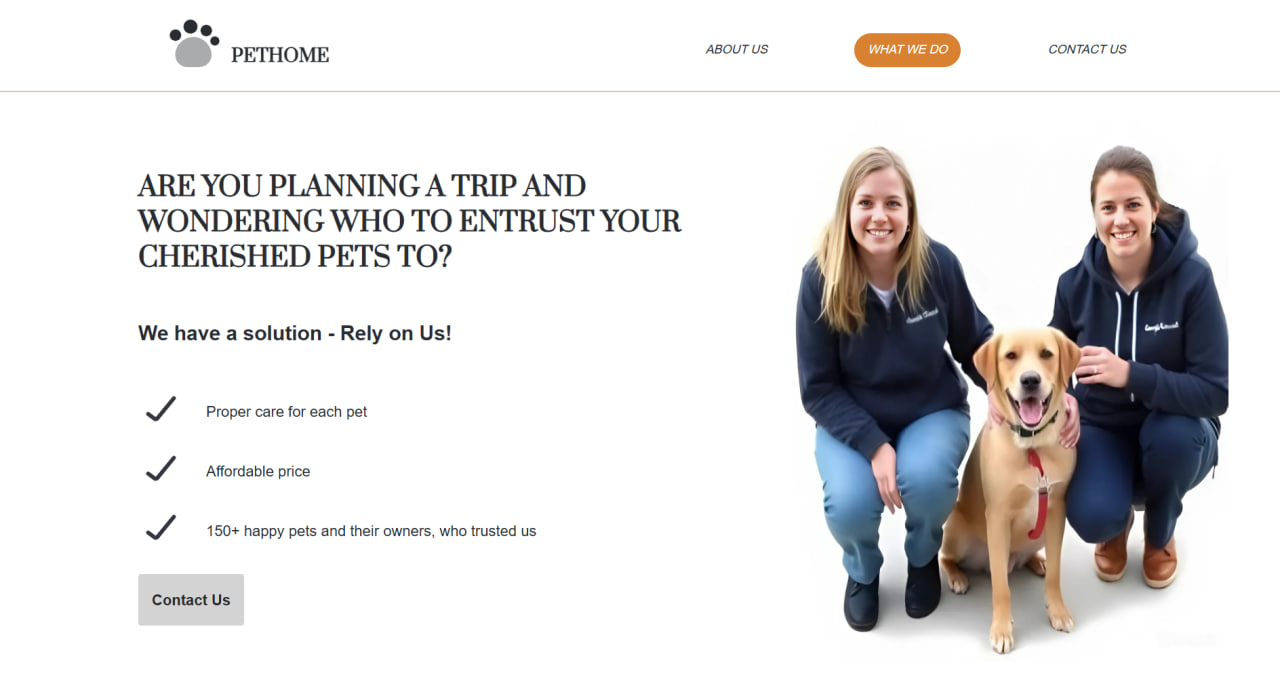 PETHOME
ABOUT US
WHAT WE DO
CONTACT US
ARE YOU PLANNING A TRIP AND
WONDERING WHO TO ENTRUST YOUR
CHERISHED PETS TO?
We have a solution - Rely on Us!
Proper care for each pet
Affordable price
150+ happy pets and their owners, who trusted us
Contact Us